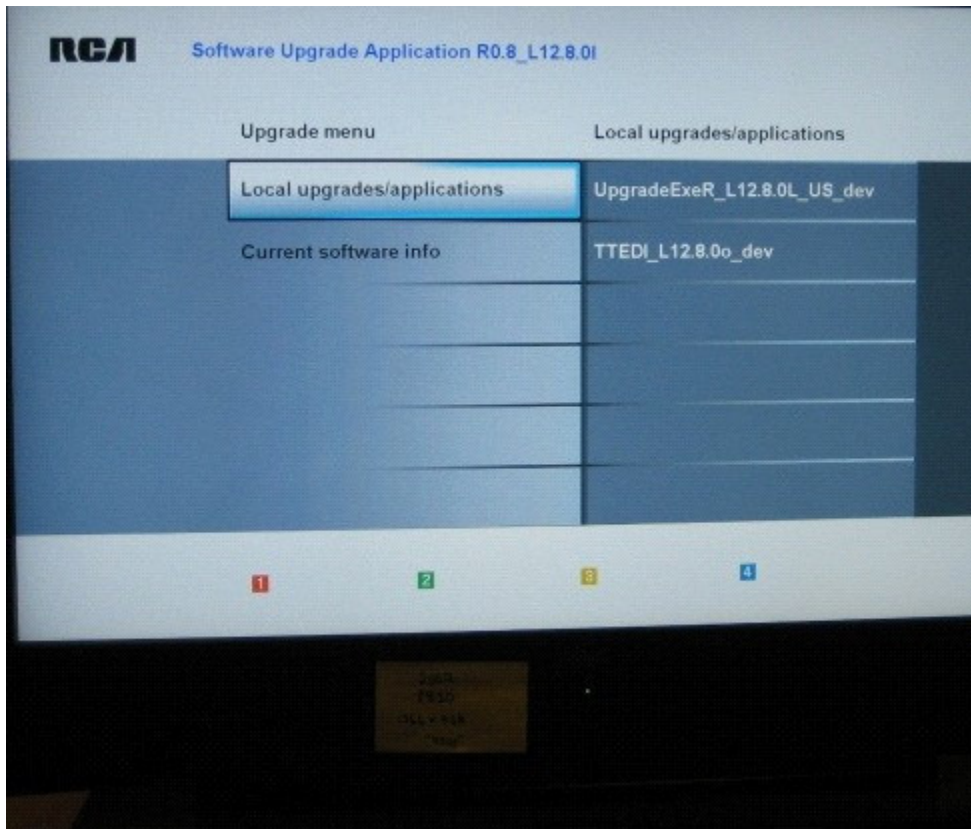 RCA
Software Upgrade Application R0.8_L12.8.0l
Upgrade menu
Local upgrades/applications
Local upgrades/applications
UpgradeExeR_L12.8.0L_US_dev
Current software info
TTEDI_L12.8.0o_dev
1
2
3
4